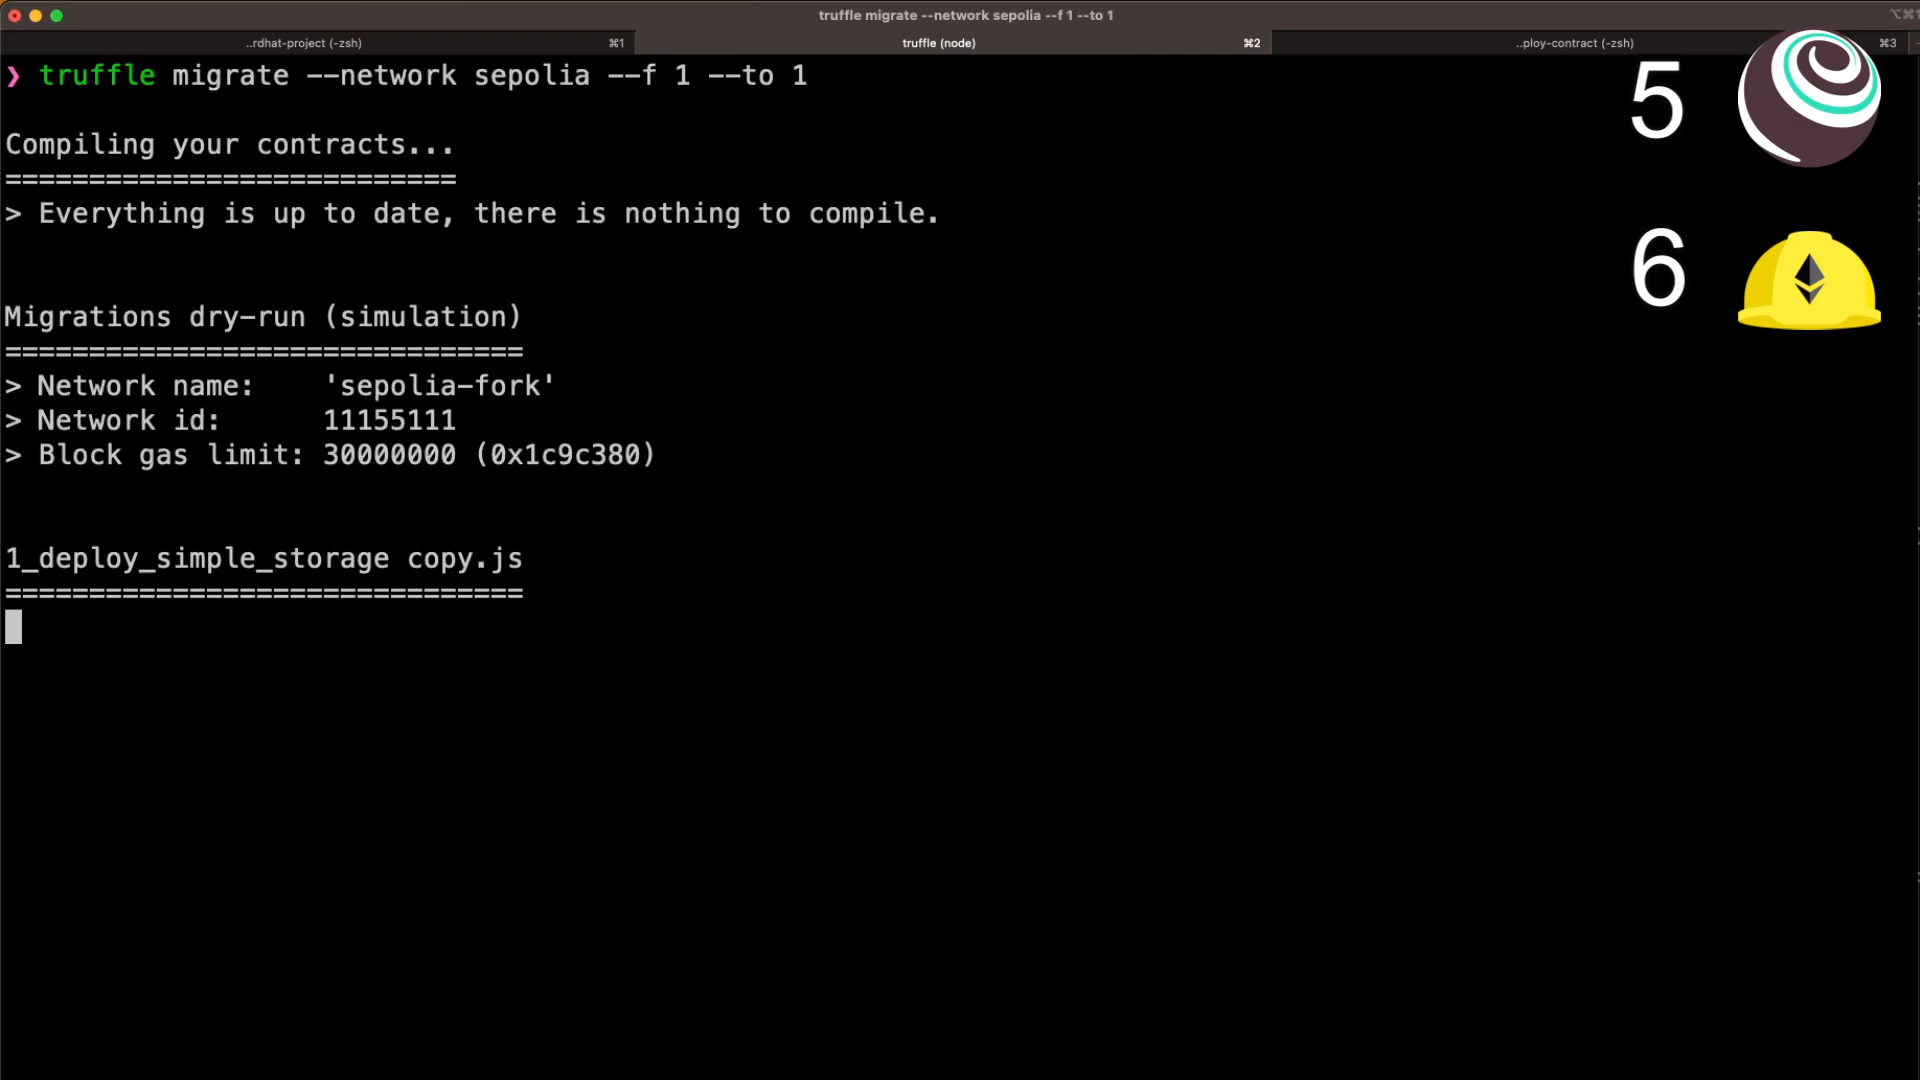 truffle migrate --network sepolia --f 1 --to 1
⌥⌘1
..rdhat-project (-zsh) ⌘1 truffle (node) ⌘2 ..ploy-contract (-zsh) ⌘3
❯ truffle migrate --network sepolia --f 1 --to 1
5
Compiling your contracts...
===========================
> Everything is up to date, there is nothing to compile.
6
Migrations dry-run (simulation)
===============================
> Network name:    'sepolia-fork'
> Network id:      11155111
> Block gas limit: 30000000 (0x1c9c380)
1_deploy_simple_storage copy.js
===============================